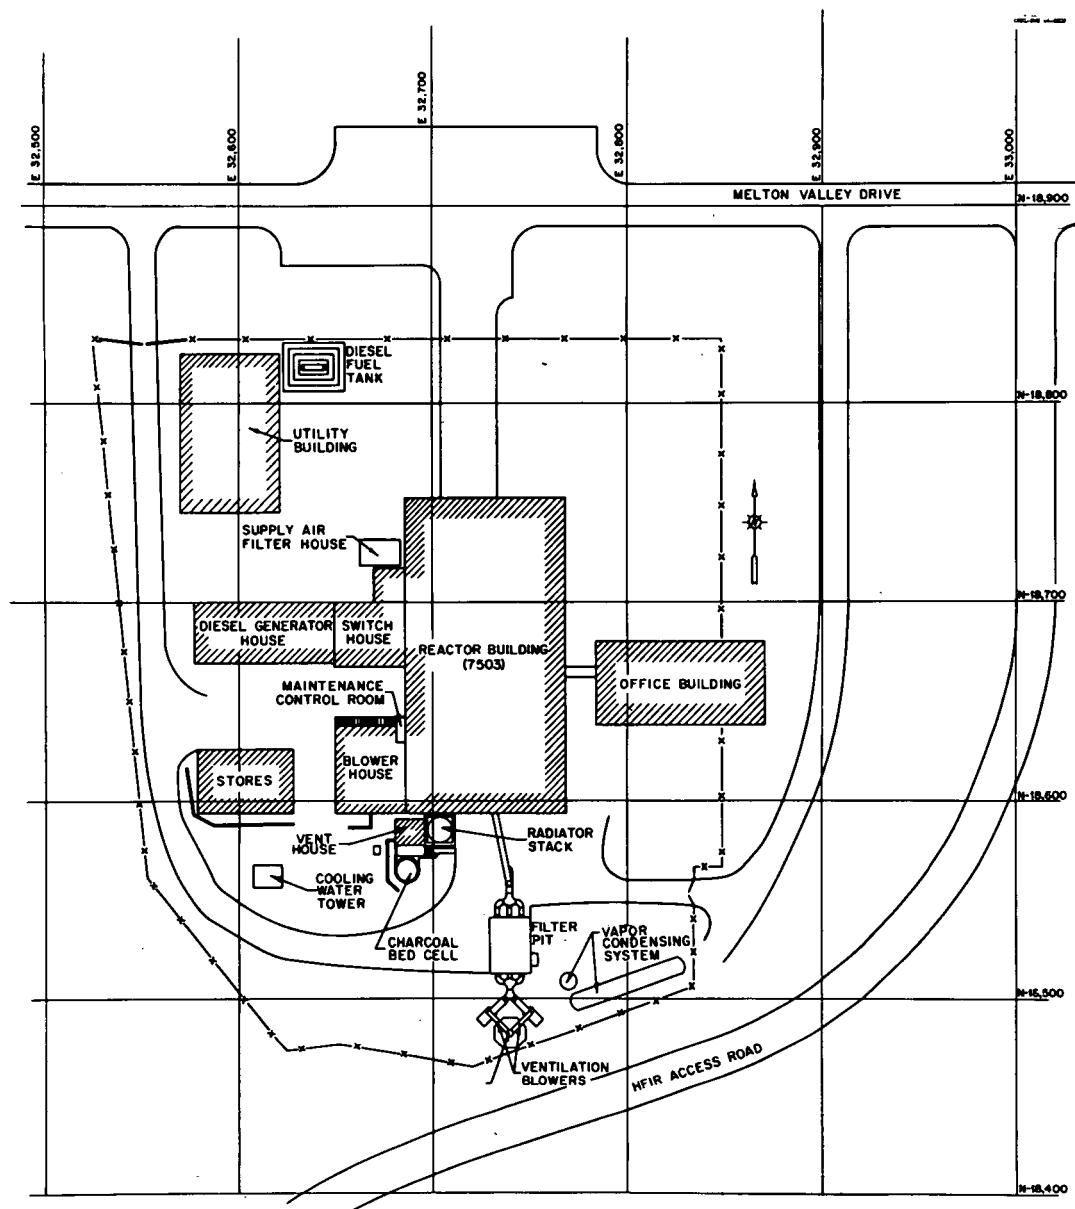 E 32,500
E 32,600
E 32,700
E 32,800
E 32,900
E 33,000
MELTON VALLEY DRIVE
N-18,900
DIESEL
FUEL
TANK
N-18,800
UTILITY
BUILDING
SUPPLY AIR
FILTER HOUSE
N-18,700
DIESEL GENERATOR
HOUSE
SWITCH
HOUSE
REACTOR BUILDING
(7503)
OFFICE BUILDING
MAINTENANCE
CONTROL ROOM
BLOWER
HOUSE
STORES
N-18,600
VENT
HOUSE
RADIATOR
STACK
COOLING
WATER
TOWER
CHARCOAL
BED CELL
FILTER
PIT
VAPOR
CONDENSING
SYSTEM
N-18,500
VENTILATION
BLOWERS
HFIR ACCESS ROAD
N-18,400